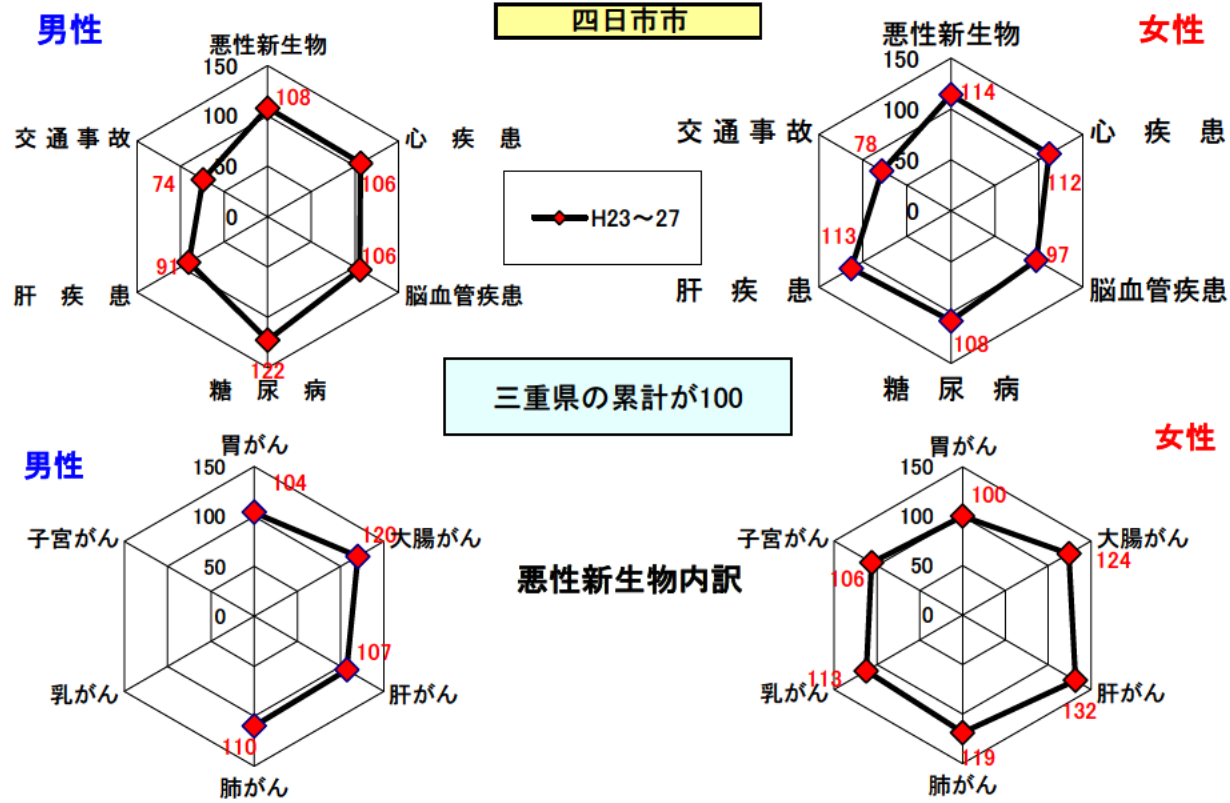 四日市市
男性
悪性新生物
150
100
50
0
108
心 疾 患
106
106
脳血管疾患
122
糖 尿 病
91
肝 疾 患
74
交 通 事 故
H23～27
女性
悪性新生物
150
100
50
0
114
心 疾 患
112
97
脳血管疾患
108
糖 尿 病
113
肝 疾 患
78
交 通 事 故
三重県の累計が100
男性
胃がん
150
100
50
0
104
120
大腸がん
107
肝がん
110
肺がん
乳がん
子宮がん
悪性新生物内訳
女性
胃がん
150
100
50
0
100
大腸がん
124
肝がん
132
119
肺がん
113
乳がん
106
子宮がん